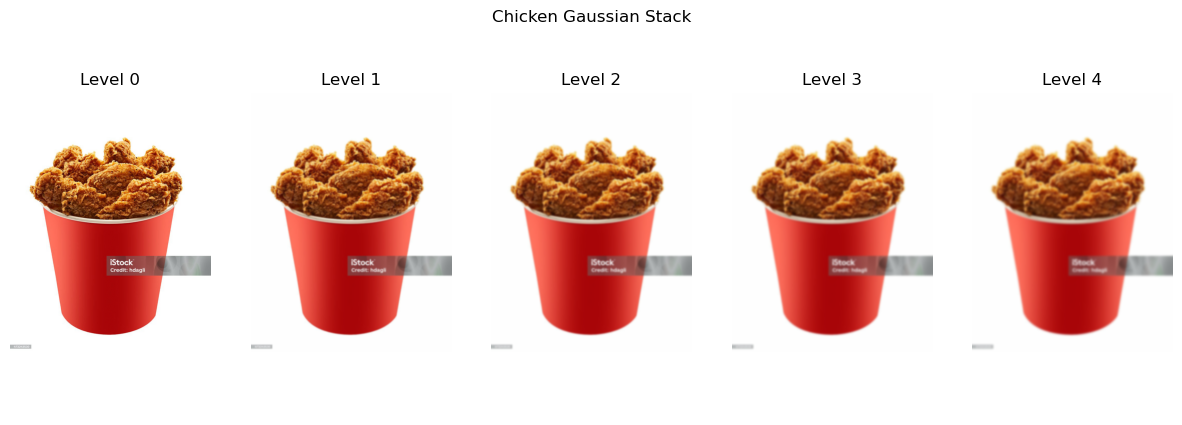 Chicken Gaussian Stack
Level 0
Level 1
Level 2
Level 3
Level 4
iStock
Credit: hdagli
iStock
Credit: hdagli
iStock
Credit: hdagli
iStock
Credit: hdagli
iStock
Credit: hdagli